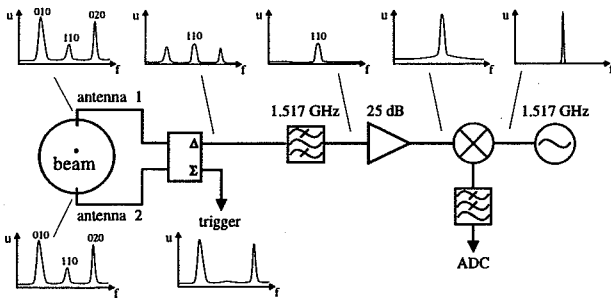 u 010 110 020 f
u 110 f
u 110 f
u f
u f
antenna 1
1.517 GHz
25 dB
1.517 GHz
beam
Δ
Σ
antenna 2
trigger
ADC
u 010 110 020 f
u f